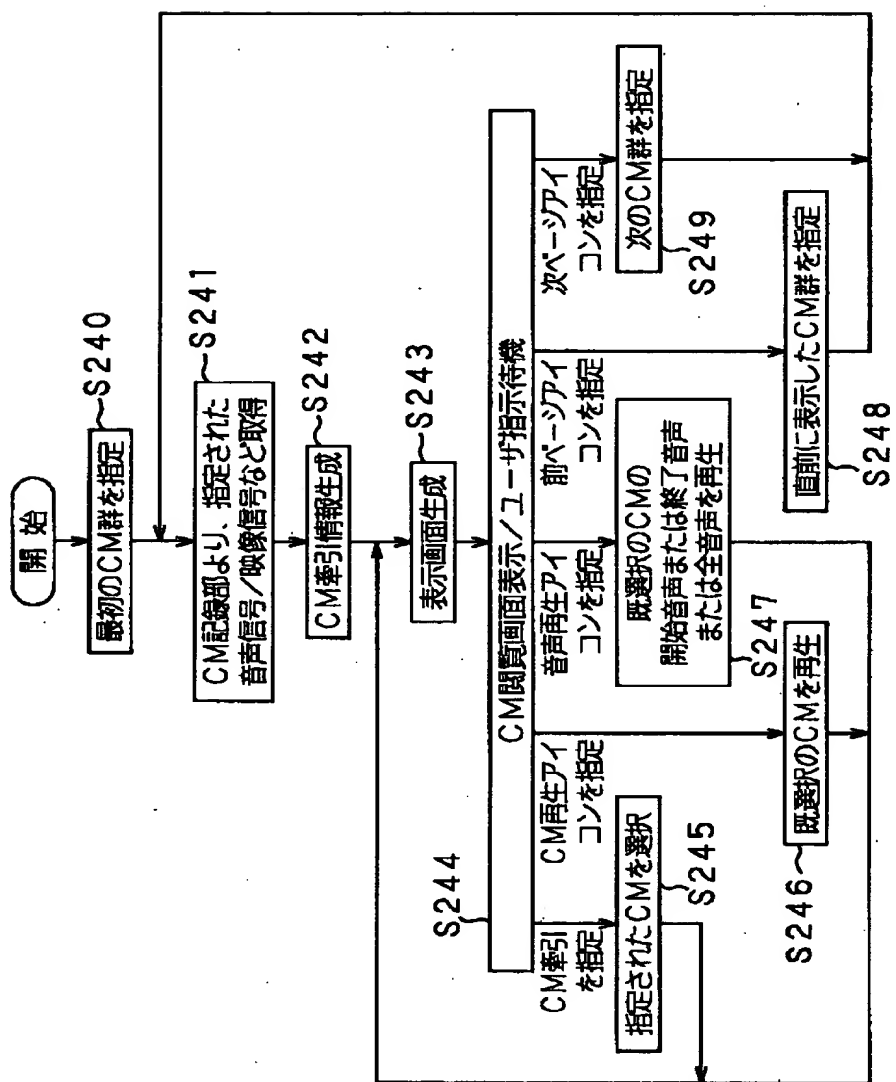 開始
最初のCM群を指定
S240
CM記録部より、指定された
音声信号/映像信号など取得
S241
CM牽引情報生成
S242
表示画面生成
S243
CM閲覧画面表示/ユーザ指示待機
S244
CM牽引
を指定
指定されたCMを選択
S245
CM再生アイ
コンを指定
既選択のCMを再生
S246
音声再生アイ
コンを指定
既選択のCMの
開始音声または終了音声
または全音声を再生
S247
前ページアイ
コンを指定
直前に表示したCM群を指定
S248
次ページアイ
コンを指定
次のCM群を指定
S249